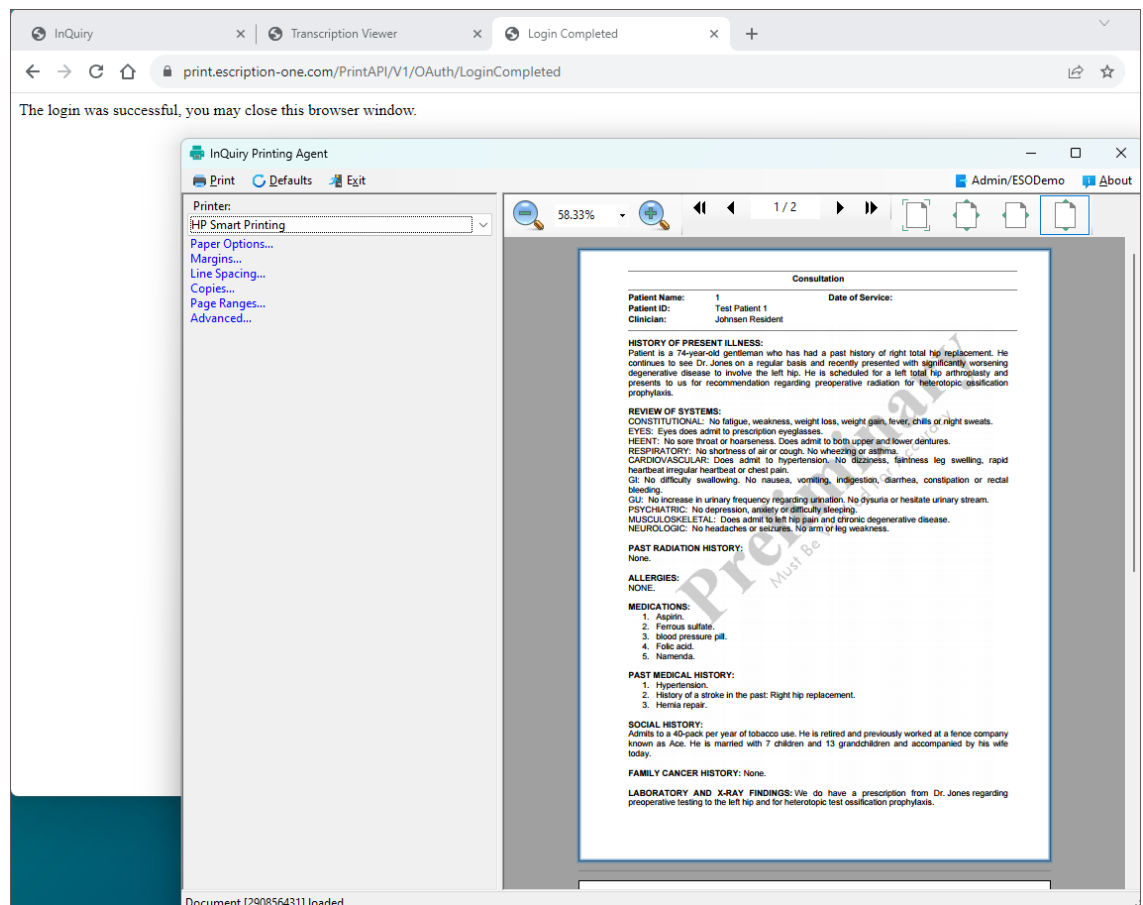 InQuiry
Transcription Viewer
Login Completed
print.escription-one.com/PrintAPI/V1/OAuth/LoginCompleted
The login was successful, you may close this browser window.
InQuiry Printing Agent
Print Defaults Exit
Admin/ESODemo About
Printer:
HP Smart Printing
Paper Options...
Margins...
Line Spacing...
Copies...
Page Ranges...
Advanced...
58.33%
1 / 2
Consultation
Patient Name: 1 Date of Service:
Patient ID: Test Patient 1
Clinician: Johnsen Resident
HISTORY OF PRESENT ILLNESS:
Patient is a 74-year-old gentleman who has had a past history of right total hip replacement. He
continues to see Dr. Jones on a regular basis and recently presented with significantly worsening
degenerative disease to involve the left hip. He is scheduled for a left total hip arthroplasty and
presents to us for recommendation regarding preoperative radiation for heterotopic ossification
prophylaxis.
REVIEW OF SYSTEMS:
CONSTITUTIONAL: No fatigue, weakness, weight loss, weight gain, fever, chills or night sweats.
EYES: Eyes does admit to prescription eyeglasses.
HEENT: No sore throat or hoarseness. Does admit to both upper and lower dentures.
RESPIRATORY: No shortness of air or cough. No wheezing or asthma.
CARDIOVASCULAR: Does admit to hypertension. No dizziness, faintness leg swelling, rapid
heartbeat irregular heartbeat or chest pain.
GI: No difficulty swallowing. No nausea, vomiting, indigestion, diarrhea, constipation or rectal
bleeding.
GU: No increase in urinary frequency regarding urination. No dysuria or hesitate urinary stream.
PSYCHIATRIC: No depression, anxiety or difficulty sleeping.
MUSCULOSKELETAL: Does admit to left hip pain and chronic degenerative disease.
NEUROLOGIC: No headaches or seizures. No arm or leg weakness.
PAST RADIATION HISTORY:
None.
ALLERGIES:
NONE.
MEDICATIONS:
1. Aspirin.
2. Ferrous sulfate.
3. blood pressure pill.
4. Folic acid.
5. Namenda.
PAST MEDICAL HISTORY:
1. Hypertension.
2. History of a stroke in the past: Right hip replacement.
3. Hernia repair.
SOCIAL HISTORY:
Admits to a 40-pack per year of tobacco use. He is retired and previously worked at a fence company
known as Ace. He is married with 7 children and 13 grandchildren and accompanied by his wife
today.
FAMILY CANCER HISTORY: None.
LABORATORY AND X-RAY FINDINGS: We do have a prescription from Dr. Jones regarding
preoperative testing to the left hip and for heterotopic test ossification prophylaxis.
Preliminary
Must Be For Accuracy
Document [290856431] loaded